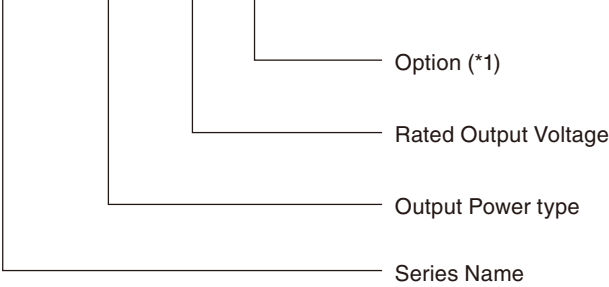 Option (*1)
Rated Output Voltage
Output Power type
Series Name